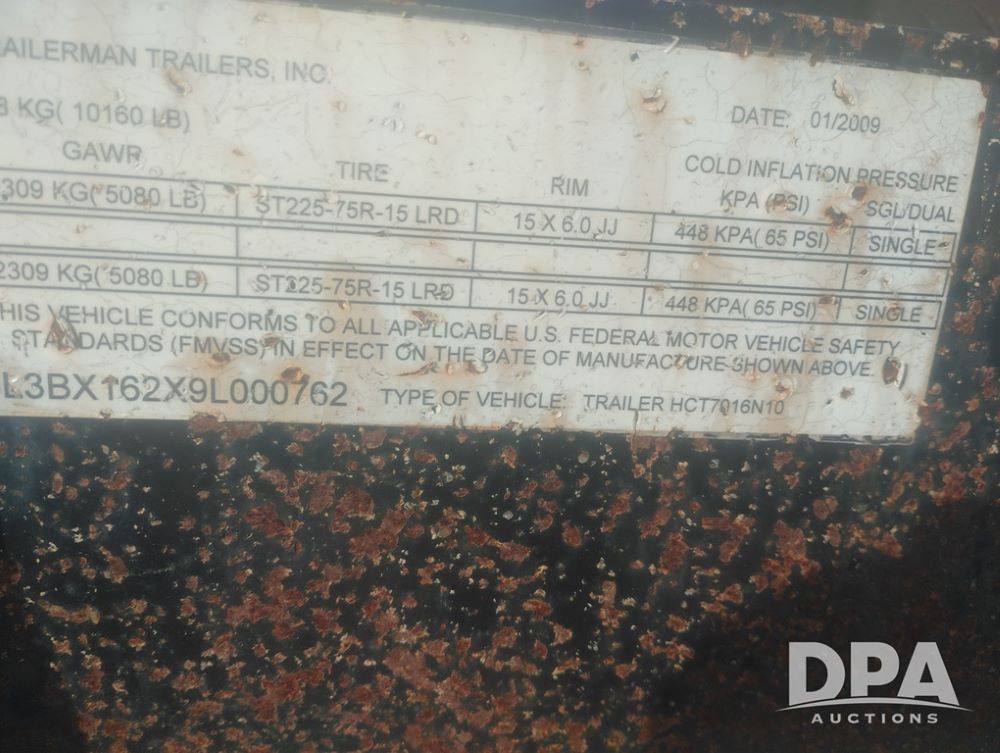 AILERMAN TRAILERS, INC.
8 KG( 10160 LB)
DATE: 01/2009
GAWR TIRE RIM COLD INFLATION PRESSURE
KPA (PSI) SGL/DUAL
2309 KG( 5080 LB) ST225-75R-15 LRD 15 X 6.0 JJ 448 KPA( 65 PSI) SINGLE
2309 KG( 5080 LB) ST225-75R-15 LRD 15 X 6.0 JJ 448 KPA( 65 PSI) SINGLE
HIS VEHICLE CONFORMS TO ALL APPLICABLE U.S. FEDERAL MOTOR VEHICLE SAFETY
STANDARDS (FMVSS) IN EFFECT ON THE DATE OF MANUFACTURE SHOWN ABOVE.
L3BX162X9L000762 TYPE OF VEHICLE: TRAILER HCT7016N10
DPA
AUCTIONS